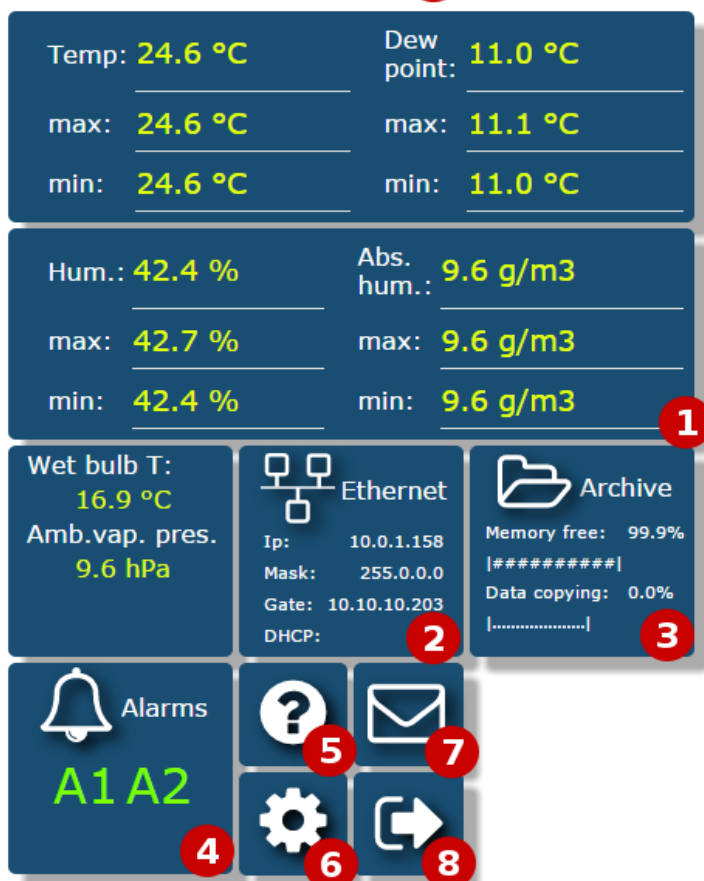 Temp: 24.6 °C
Dew point: 11.0 °C
max: 24.6 °C
max: 11.1 °C
min: 24.6 °C
min: 11.0 °C
Hum.: 42.4 %
Abs. hum.: 9.6 g/m3
max: 42.7 %
max: 9.6 g/m3
min: 42.4 %
min: 9.6 g/m3
1
Wet bulb T:
16.9 °C
Amb.vap. pres.
9.6 hPa
Ethernet
Ip: 10.0.1.158
Mask: 255.0.0.0
Gate: 10.10.10.203
DHCP:
2
Archive
Memory free: 99.9%
|##########|
Data copying: 0.0%
|....................|
3
Alarms
A1 A2
4
?
5
7
6
8